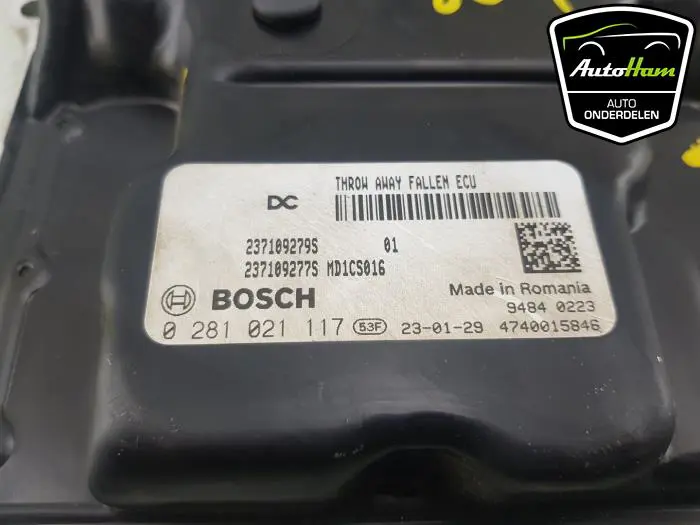 AutoHam
AUTO
ONDERDELEN
THROW AWAY FALLEN ECU
DC
237109279S 01
237109277S MD1CS016
BOSCH
Made in Romania
9484 0223
0 281 021 117 53F 23-01-29 4740015846